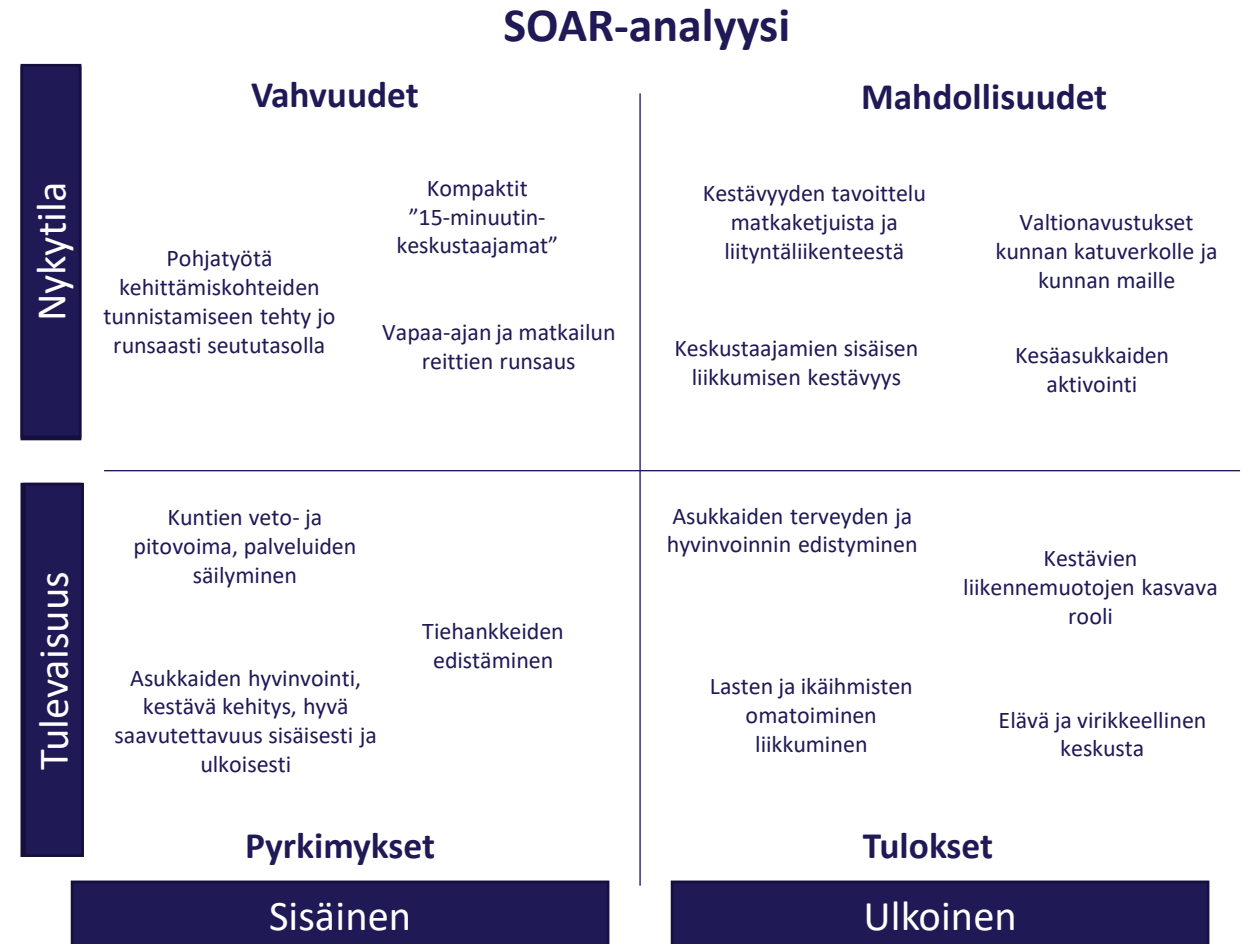 SOAR-analyysi
Nykytila
Vahvuudet
Pohjatyötä
kehittämiskohteiden
tunnistamiseen tehty jo
runsaasti seututasolla
Kompaktit
”15-minuutin-
keskustaajamat”
Vapaa-ajan ja matkailun
reittien runsaus
Mahdollisuudet
Kestävyyden tavoittelu
matkaketjuista ja
liityntäliikenteestä
Valtionavustukset
kunnan katuverkolle ja
kunnan maille
Keskustaajamien sisäisen
liikkumisen kestävyys
Kesäasukkaiden
aktivointi
Tulevaisuus
Kuntien veto- ja
pitovoima, palveluiden
säilyminen
Tiehankkeiden
edistäminen
Asukkaiden hyvinvointi,
kestävä kehitys, hyvä
saavutettavuus sisäisesti ja
ulkoisesti
Pyrkimykset
Asukkaiden terveyden ja
hyvinvoinnin edistyminen
Kestävien
liikennemuotojen kasvava
rooli
Lasten ja ikäihmisten
omatoiminen
liikkuminen
Elävä ja virikkeellinen
keskusta
Tulokset
Sisäinen
Ulkoinen